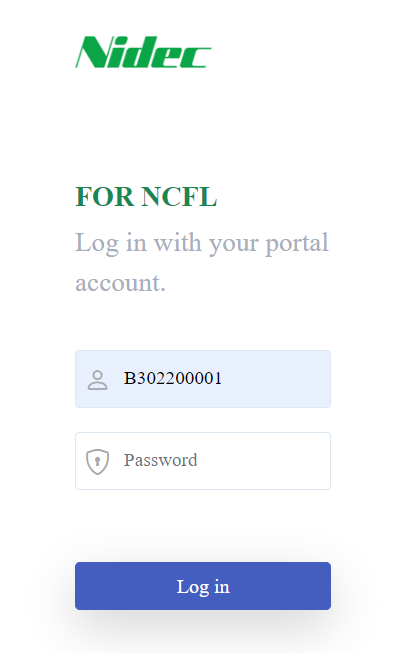 Nidec
FOR NCFL
Log in with your portal
account.
B302200001
Password
Log in